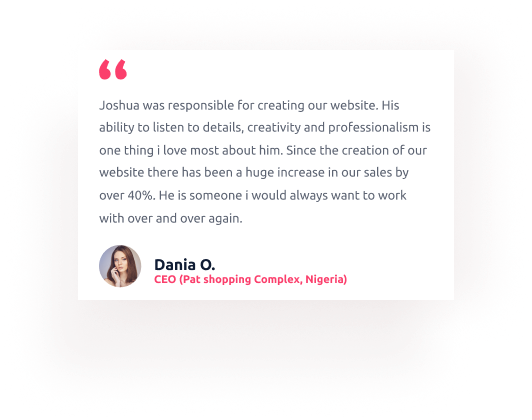 “
Joshua was responsible for creating our website. His
ability to listen to details, creativity and professionalism is
one thing i love most about him. Since the creation of our
website there has been a huge increase in our sales by
over 40%. He is someone i would always want to work
with over and over again.
Dania O.
CEO (Pat shopping Complex, Nigeria)